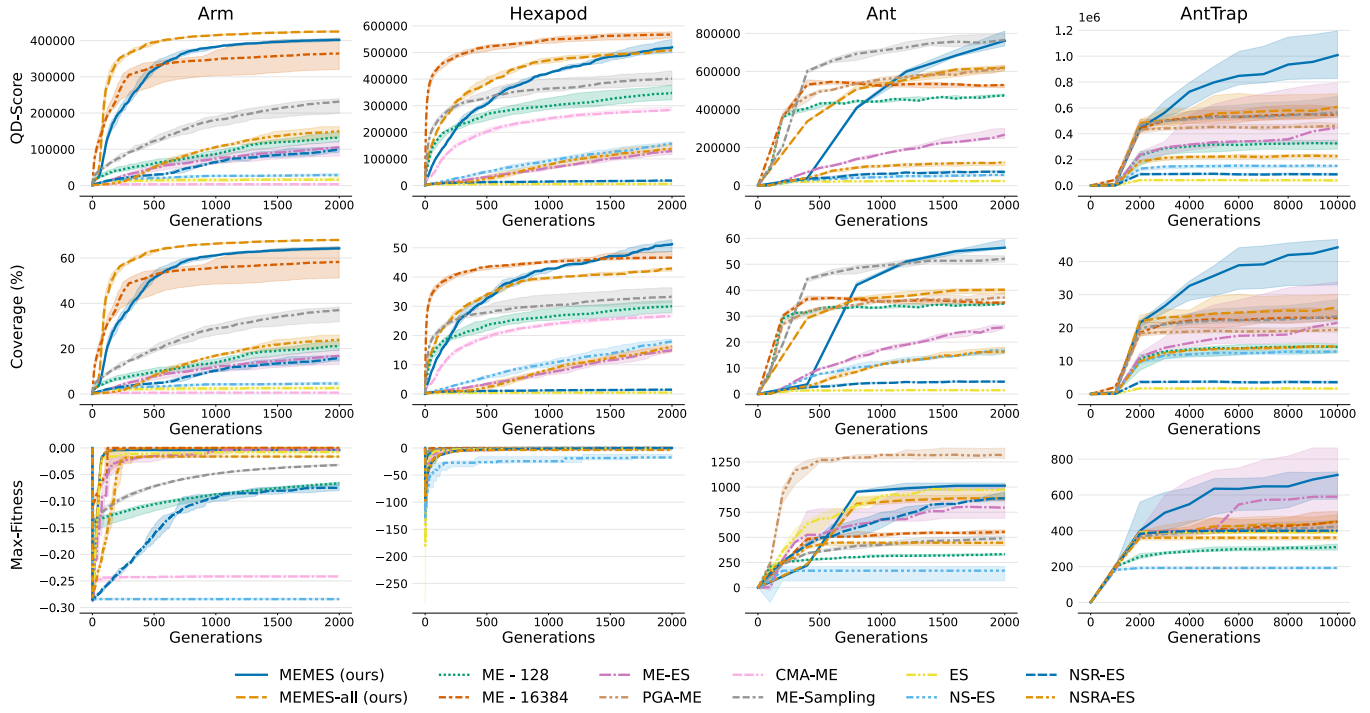 Arm
Hexapod
Ant
AntTrap
QD-Score
400000
300000
200000
100000
0
0 500 1000 1500 2000
Generations
600000
500000
400000
300000
200000
100000
0
0 500 1000 1500 2000
Generations
800000
600000
400000
200000
0
0 500 1000 1500 2000
Generations
1e6
1.2
1.0
0.8
0.6
0.4
0.2
0.0
0 2000 4000 6000 8000 10000
Generations
Coverage (%)
60
40
20
0
0 500 1000 1500 2000
Generations
50
40
30
20
10
0
0 500 1000 1500 2000
Generations
60
50
40
30
20
10
0
0 500 1000 1500 2000
Generations
40
30
20
10
0
0 2000 4000 6000 8000 10000
Generations
Max-Fitness
0.00
−0.05
−0.10
−0.15
−0.20
−0.25
−0.30
0 500 1000 1500 2000
Generations
0
−50
−100
−150
−200
−250
0 500 1000 1500 2000
Generations
1250
1000
750
500
250
0
0 500 1000 1500 2000
Generations
800
600
400
200
0
0 2000 4000 6000 8000 10000
Generations
MEMES (ours) ME - 128 ME-ES CMA-ME ES NSR-ES
MEMES-all (ours) ME - 16384 PGA-ME ME-Sampling NS-ES NSRA-ES